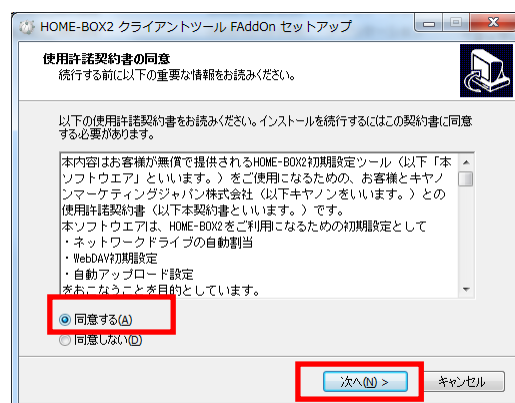 HOME-BOX2 クライアントツール FAddOn セットアップ
使用許諾契約書の同意
続行する前に以下の重要な情報をお読みください。
以下の使用許諾契約書をお読みください。インストールを続行するにはこの契約書に同意
する必要があります。
本内容はお客様が無償で提供されるHOME-BOX2初期設定ツール（以下「本
ソフトウエア」といいます。）をご使用になるための、お客様とキヤノ
ンマーケティングジャパン株式会社（以下キヤノンをいいます。）との
使用許諾契約書（以下本契約書といいます。）です。
本ソフトウエアは、HOME-BOX2をご利用になるための初期設定として
・ネットワークドライブの自動割当
・WebDAV初期設定
・自動アップロード設定
をおこなうことを目的としています。
同意する(A)
同意しない(D)
次へ(N) >
キャンセル